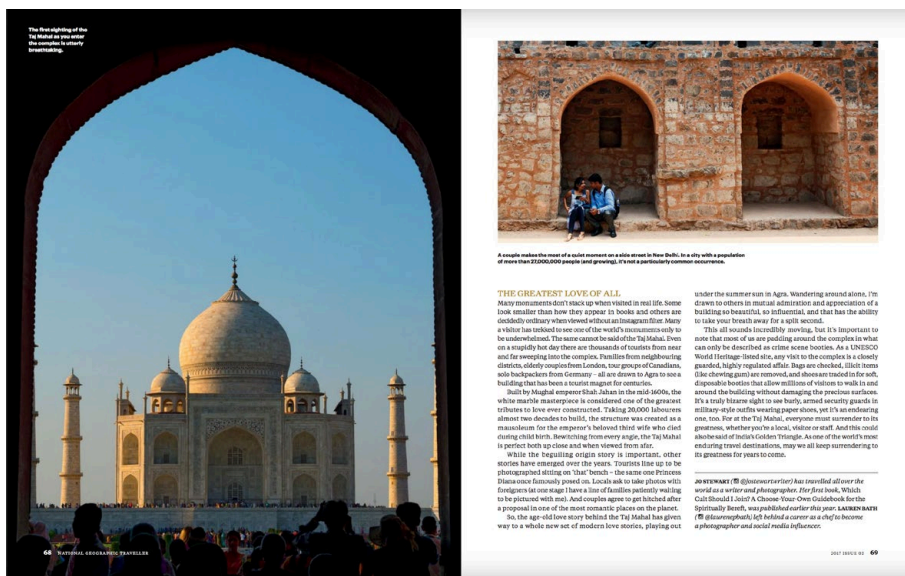 The first sighting of the
Taj Mahal as you enter
the complex is utterly
breathtaking.
68 NATIONAL GEOGRAPHIC TRAVELLER
A couple makes the most of a quiet moment on a side street in New Delhi. In a city with a population
of more than 27,000,000 people (and growing), it's not a particularly common occurrence.
THE GREATEST LOVE OF ALL
Many monuments don't stack up when visited in real life. Some
look smaller than how they appear in books and others are
decidedly ordinary when viewed without an Instagram filter. Many
a visitor has trekked to see one of the world's monuments only to
be underwhelmed. The same cannot be said of the Taj Mahal. Even
on a stupidly hot day there are thousands of tourists from near
and far sweeping into the complex. Families from neighbouring
districts, elderly couples from London, tour groups of Canadians,
solo backpackers from Germany – all are drawn to Agra to see a
building that has been a tourist magnet for centuries.
Built by Mughal emperor Shah Jahan in the mid-1600s, the
white marble masterpiece is considered one of the greatest
tributes to love ever constructed. Taking 20,000 labourers
almost two decades to build, the structure was created as a
mausoleum for the emperor's beloved third wife who died
during child birth. Bewitching from every angle, the Taj Mahal
is perfect both up close and when viewed from afar.
While the beguiling origin story is important, other
stories have emerged over the years. Tourists line up to be
photographed sitting on 'that' bench – the same one Princess
Diana once famously posed on. Locals ask to take photos with
foreigners (at one stage I have a line of families patiently waiting
to be pictured with me). And couples agree to get hitched after
a proposal in one of the most romantic places on the planet.
So, the age-old love story behind the Taj Mahal has given
way to a whole new set of modern love stories, playing out
under the summer sun in Agra. Wandering around alone, I'm
drawn to others in mutual admiration and appreciation of a
building so beautiful, so influential, and that has the ability
to take your breath away for a split second.
This all sounds incredibly moving, but it's important to
note that most of us are padding around the complex in what
can only be described as crime scene booties. As a UNESCO
World Heritage-listed site, any visit to the complex is a closely
guarded, highly regulated affair. Bags are checked, illicit items
(like chewing gum) are removed, and shoes are traded in for soft,
disposable booties that allow millions of visitors to walk in and
around the building without damaging the precious surfaces.
It's a truly bizarre sight to see burly, armed security guards in
military-style outfits wearing paper shoes, yet it's an endearing
one, too. For at the Taj Mahal, everyone must surrender to its
greatness, whether you're a local, visitor or staff. And this could
also be said of India's Golden Triangle. As one of the world's most
enduring travel destinations, may we all keep surrendering to
its greatness for years to come.
JO STEWART (@jostewartwriter) has travelled all over the
world as a writer and photographer. Her first book, Which
Cult Should I Join? A Choose-Your-Own Guidebook for the
Spiritually Bereft, was published earlier this year. LAUREN BATH
(@laurenepbath) left behind a career as a chef to become
a photographer and social media influencer.
2017 ISSUE 03 69